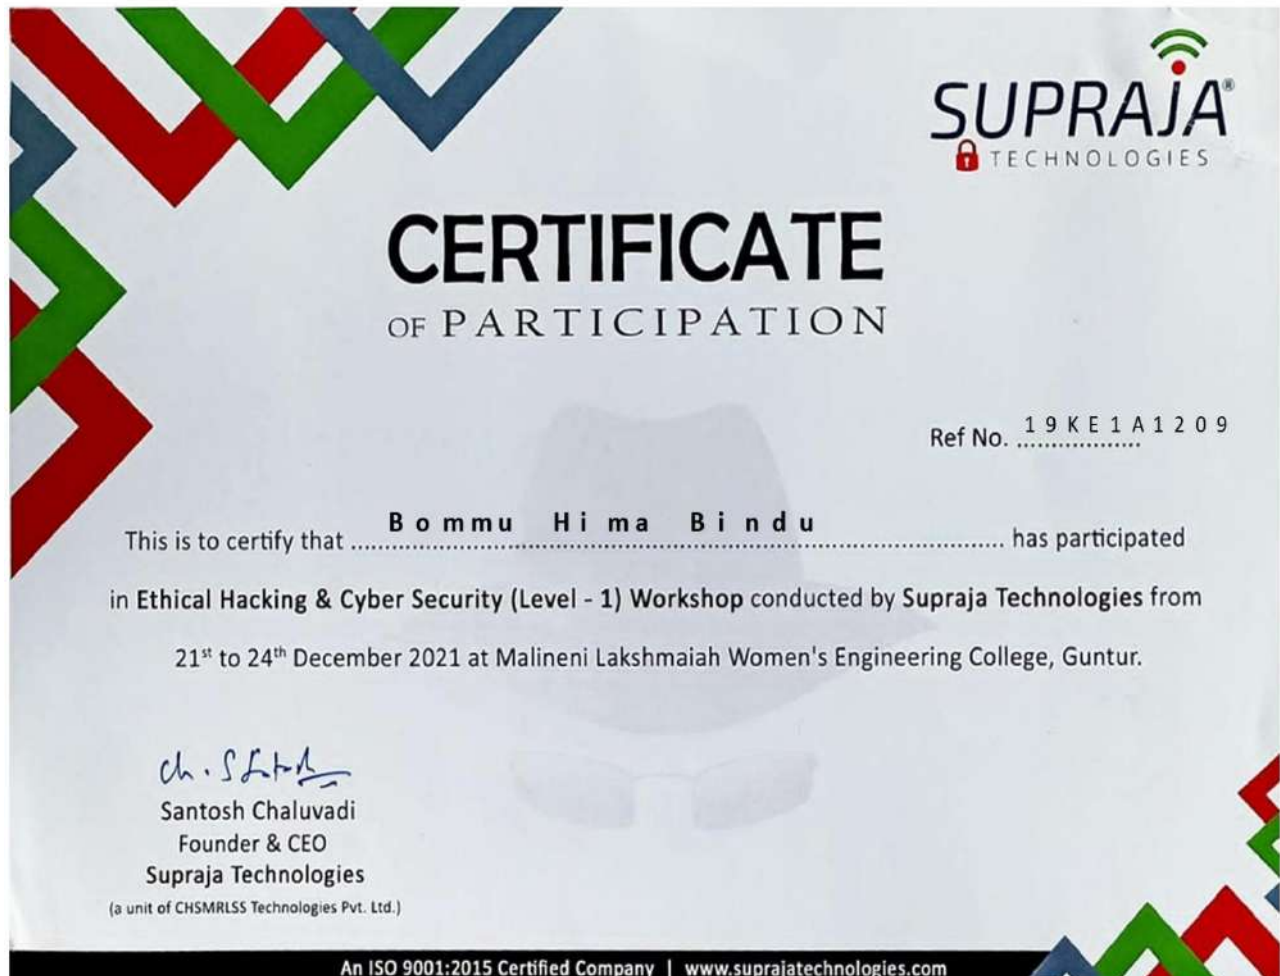 SUPRAJA®
TECHNOLOGIES
CERTIFICATE
OF PARTICIPATION
Ref No. 19KE1A1209
This is to certify that Bommu Hima Bindu has participated
in Ethical Hacking & Cyber Security (Level - 1) Workshop conducted by Supraja Technologies from
21st to 24th December 2021 at Malineni Lakshmaiah Women's Engineering College, Guntur.
Santosh Chaluvadi
Founder & CEO
Supraja Technologies
(a unit of CHSMRLSS Technologies Pvt. Ltd.)
An ISO 9001:2015 Certified Company | www.suprajatechnologies.com